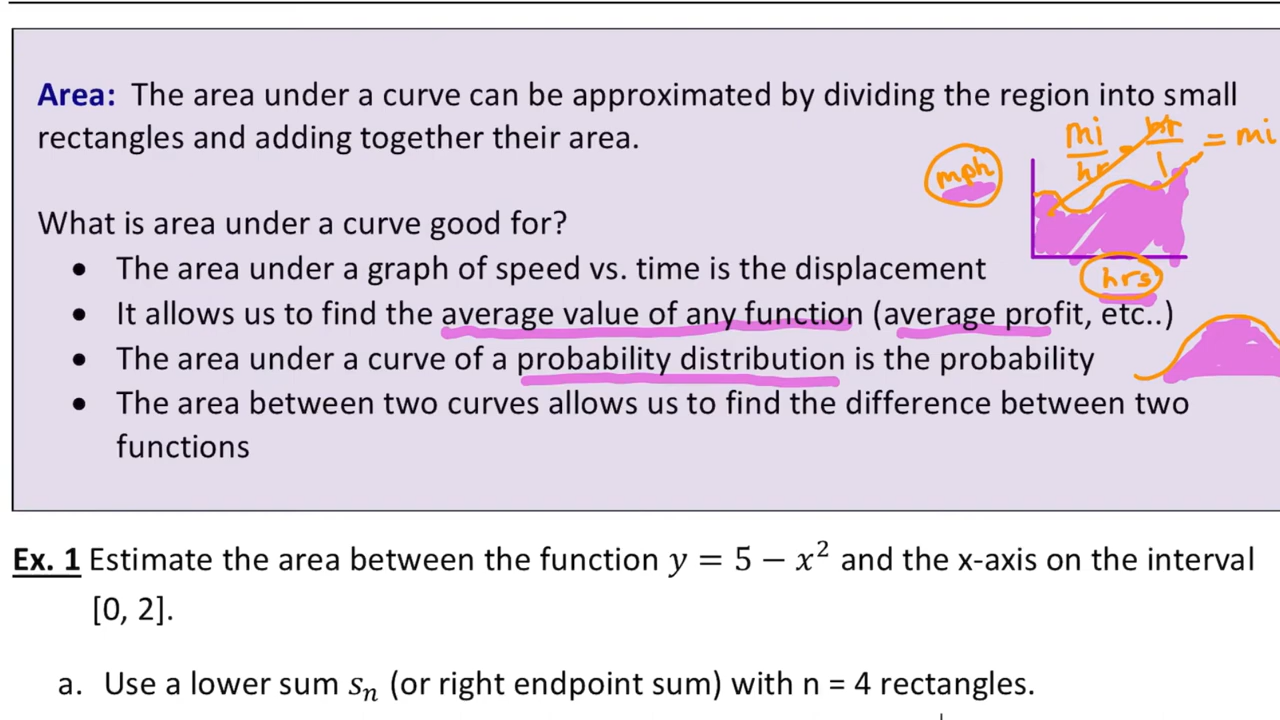 Area: The area under a curve can be approximated by dividing the region into small
rectangles and adding together their area.
mi/hr · hr/1 = mi
mph
What is area under a curve good for?
• The area under a graph of speed vs. time is the displacement
hrs
• It allows us to find the average value of any function (average profit, etc..)
• The area under a curve of a probability distribution is the probability
• The area between two curves allows us to find the difference between two
functions
Ex. 1 Estimate the area between the function y = 5 − x² and the x-axis on the interval
[0, 2].
a. Use a lower sum sₙ (or right endpoint sum) with n = 4 rectangles.